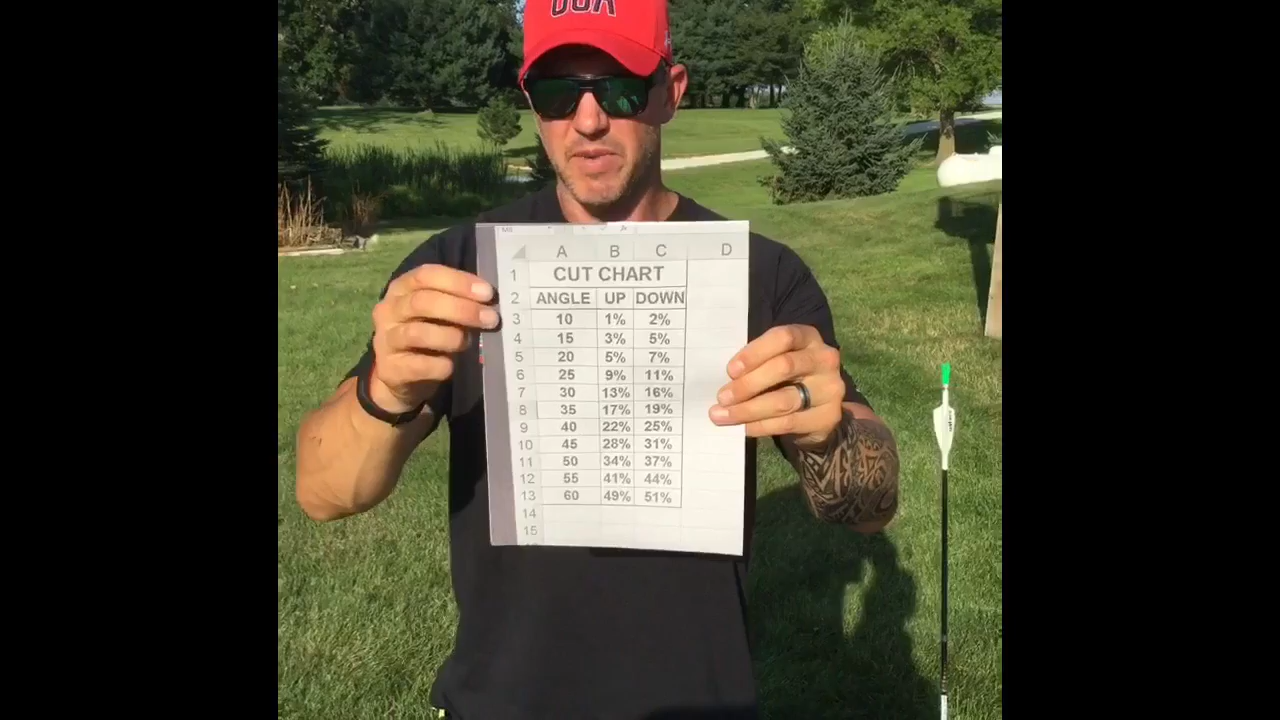 USA
A B C D
1 CUT CHART
2 ANGLE UP DOWN
3 10 1% 2%
4 15 3% 5%
5 20 5% 7%
6 25 9% 11%
7 30 13% 16%
8 35 17% 19%
9 40 22% 25%
10 45 28% 31%
11 50 34% 37%
12 55 41% 44%
13 60 49% 51%
14
15